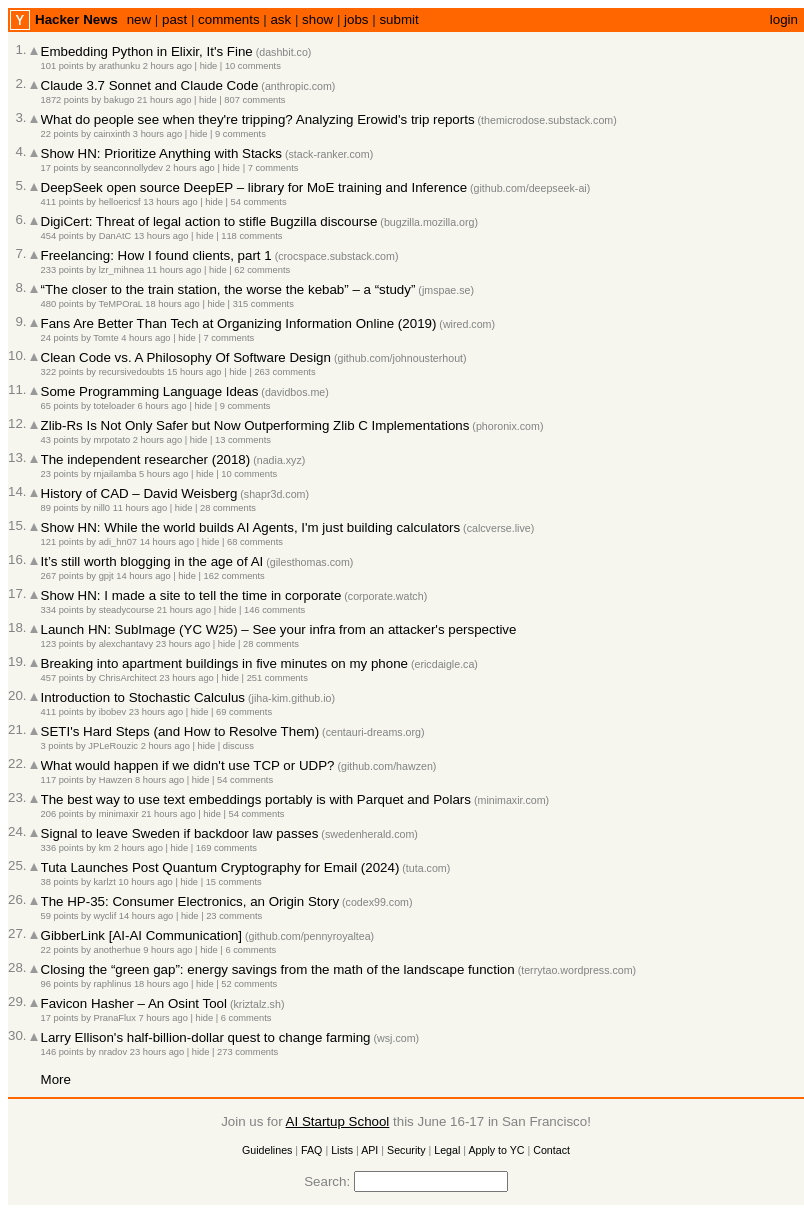 Y Hacker News new | past | comments | ask | show | jobs | submit login
1. Embedding Python in Elixir, It's Fine (dashbit.co)
101 points by arathunku 2 hours ago | hide | 10 comments
2. Claude 3.7 Sonnet and Claude Code (anthropic.com)
1872 points by bakugo 21 hours ago | hide | 807 comments
3. What do people see when they're tripping? Analyzing Erowid's trip reports (themicrodose.substack.com)
22 points by cainxinth 3 hours ago | hide | 9 comments
4. Show HN: Prioritize Anything with Stacks (stack-ranker.com)
17 points by seanconnollydev 2 hours ago | hide | 7 comments
5. DeepSeek open source DeepEP – library for MoE training and Inference (github.com/deepseek-ai)
411 points by helloericsf 13 hours ago | hide | 54 comments
6. DigiCert: Threat of legal action to stifle Bugzilla discourse (bugzilla.mozilla.org)
454 points by DanAtC 13 hours ago | hide | 118 comments
7. Freelancing: How I found clients, part 1 (crocspace.substack.com)
233 points by lzr_mihnea 11 hours ago | hide | 62 comments
8. “The closer to the train station, the worse the kebab” – a “study” (jmspae.se)
480 points by TeMPOraL 18 hours ago | hide | 315 comments
9. Fans Are Better Than Tech at Organizing Information Online (2019) (wired.com)
24 points by Tomte 4 hours ago | hide | 7 comments
10. Clean Code vs. A Philosophy Of Software Design (github.com/johnousterhout)
322 points by recursivedoubts 15 hours ago | hide | 263 comments
11. Some Programming Language Ideas (davidbos.me)
65 points by toteloader 6 hours ago | hide | 9 comments
12. Zlib-Rs Is Not Only Safer but Now Outperforming Zlib C Implementations (phoronix.com)
43 points by mrpotato 2 hours ago | hide | 13 comments
13. The independent researcher (2018) (nadia.xyz)
23 points by mjailamba 5 hours ago | hide | 10 comments
14. History of CAD – David Weisberg (shapr3d.com)
89 points by nill0 11 hours ago | hide | 28 comments
15. Show HN: While the world builds AI Agents, I'm just building calculators (calcverse.live)
121 points by adi_hn07 14 hours ago | hide | 68 comments
16. It’s still worth blogging in the age of AI (gilesthomas.com)
267 points by gpjt 14 hours ago | hide | 162 comments
17. Show HN: I made a site to tell the time in corporate (corporate.watch)
334 points by steadycourse 21 hours ago | hide | 146 comments
18. Launch HN: SubImage (YC W25) – See your infra from an attacker's perspective
123 points by alexchantavy 23 hours ago | hide | 28 comments
19. Breaking into apartment buildings in five minutes on my phone (ericdaigle.ca)
457 points by ChrisArchitect 23 hours ago | hide | 251 comments
20. Introduction to Stochastic Calculus (jiha-kim.github.io)
411 points by ibobev 23 hours ago | hide | 69 comments
21. SETI's Hard Steps (and How to Resolve Them) (centauri-dreams.org)
3 points by JPLeRouzic 2 hours ago | hide | discuss
22. What would happen if we didn't use TCP or UDP? (github.com/hawzen)
117 points by Hawzen 8 hours ago | hide | 54 comments
23. The best way to use text embeddings portably is with Parquet and Polars (minimaxir.com)
206 points by minimaxir 21 hours ago | hide | 54 comments
24. Signal to leave Sweden if backdoor law passes (swedenherald.com)
336 points by km 2 hours ago | hide | 169 comments
25. Tuta Launches Post Quantum Cryptography for Email (2024) (tuta.com)
38 points by karlzt 10 hours ago | hide | 15 comments
26. The HP-35: Consumer Electronics, an Origin Story (codex99.com)
59 points by wyclif 14 hours ago | hide | 23 comments
27. GibberLink [AI-AI Communication] (github.com/pennyroyaltea)
22 points by anotherhue 9 hours ago | hide | 6 comments
28. Closing the “green gap”: energy savings from the math of the landscape function (terrytao.wordpress.com)
96 points by raphlinus 18 hours ago | hide | 52 comments
29. Favicon Hasher – An Osint Tool (kriztalz.sh)
17 points by PranaFlux 7 hours ago | hide | 6 comments
30. Larry Ellison's half-billion-dollar quest to change farming (wsj.com)
146 points by nradov 23 hours ago | hide | 273 comments
More
Join us for AI Startup School this June 16-17 in San Francisco!
Guidelines | FAQ | Lists | API | Security | Legal | Apply to YC | Contact
Search: